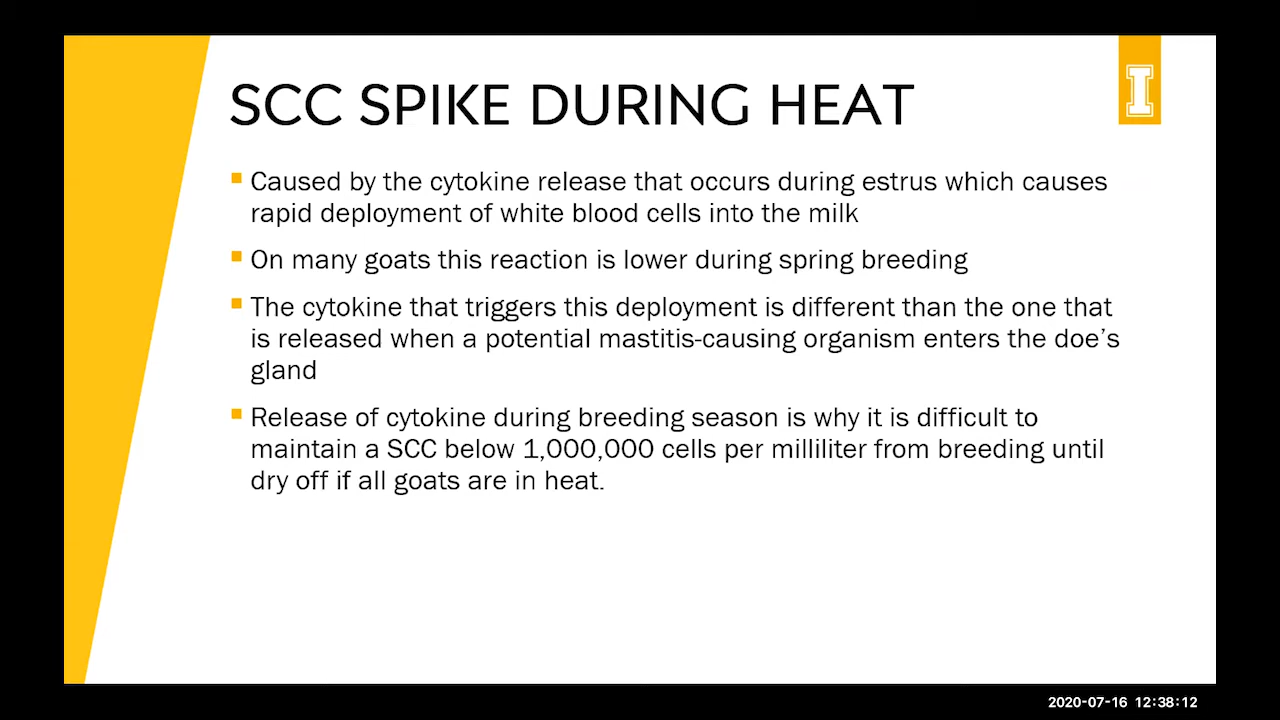 SCC SPIKE DURING HEAT
I
Caused by the cytokine release that occurs during estrus which causes
rapid deployment of white blood cells into the milk
On many goats this reaction is lower during spring breeding
The cytokine that triggers this deployment is different than the one that
is released when a potential mastitis-causing organism enters the doe’s
gland
Release of cytokine during breeding season is why it is difficult to
maintain a SCC below 1,000,000 cells per milliliter from breeding until
dry off if all goats are in heat.
2020-07-16 12:38:12